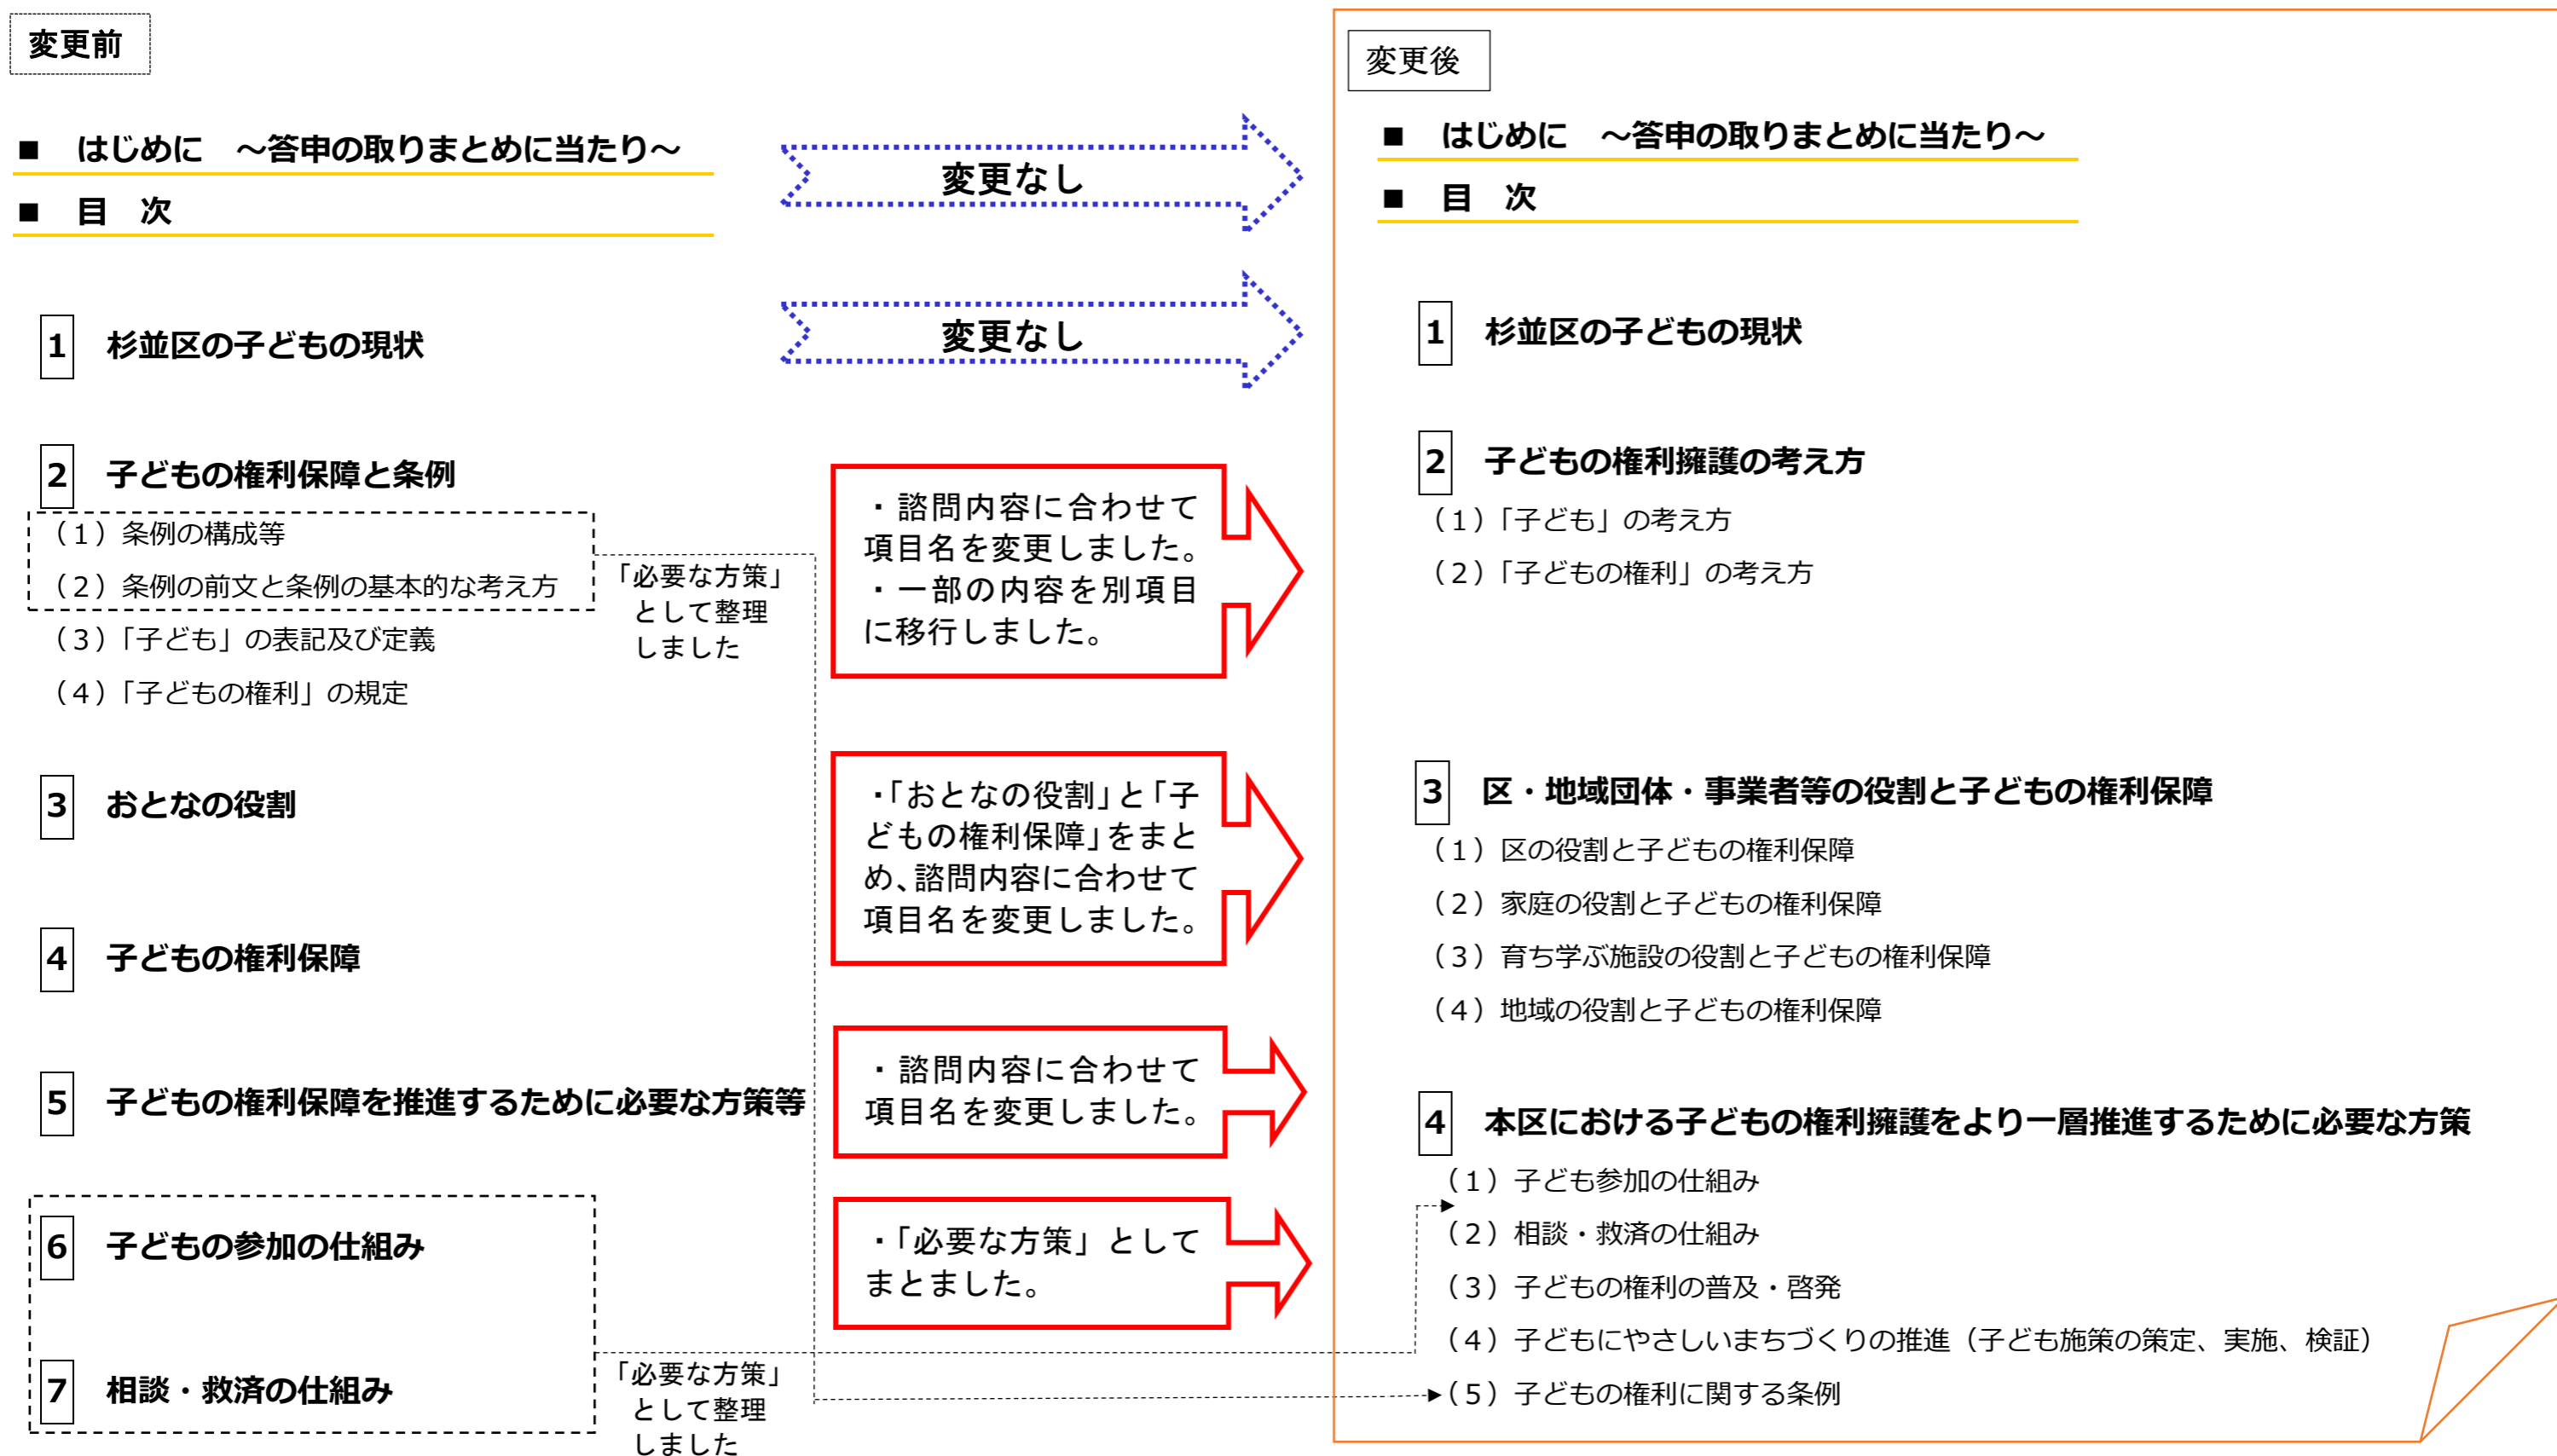 変更前
■ はじめに ～答申の取りまとめに当たり～
■ 目 次
1 杉並区の子どもの現状
2 子どもの権利保障と条例
（１）条例の構成等
（２）条例の前文と条例の基本的な考え方
（３）「子ども」の表記及び定義
（４）「子どもの権利」の規定
3 おとなの役割
4 子どもの権利保障
5 子どもの権利保障を推進するために必要な方策等
6 子どもの参加の仕組み
7 相談・救済の仕組み
「必要な方策」
として整理
しました
「必要な方策」
として整理
しました
変更なし
変更なし
・諮問内容に合わせて
項目名を変更しました。
・一部の内容を別項目
に移行しました。
・「おとなの役割」と「子
どもの権利保障」をまと
め、諮問内容に合わせて
項目名を変更しました。
・諮問内容に合わせて
項目名を変更しました。
・「必要な方策」として
まとました。
変更後
■ はじめに ～答申の取りまとめに当たり～
■ 目 次
1 杉並区の子どもの現状
2 子どもの権利擁護の考え方
（１）「子ども」の考え方
（２）「子どもの権利」の考え方
3 区・地域団体・事業者等の役割と子どもの権利保障
（１）区の役割と子どもの権利保障
（２）家庭の役割と子どもの権利保障
（３）育ち学ぶ施設の役割と子どもの権利保障
（４）地域の役割と子どもの権利保障
4 本区における子どもの権利擁護をより一層推進するために必要な方策
（１）子ども参加の仕組み
（２）相談・救済の仕組み
（３）子どもの権利の普及・啓発
（４）子どもにやさしいまちづくりの推進（子ども施策の策定、実施、検証）
（５）子どもの権利に関する条例